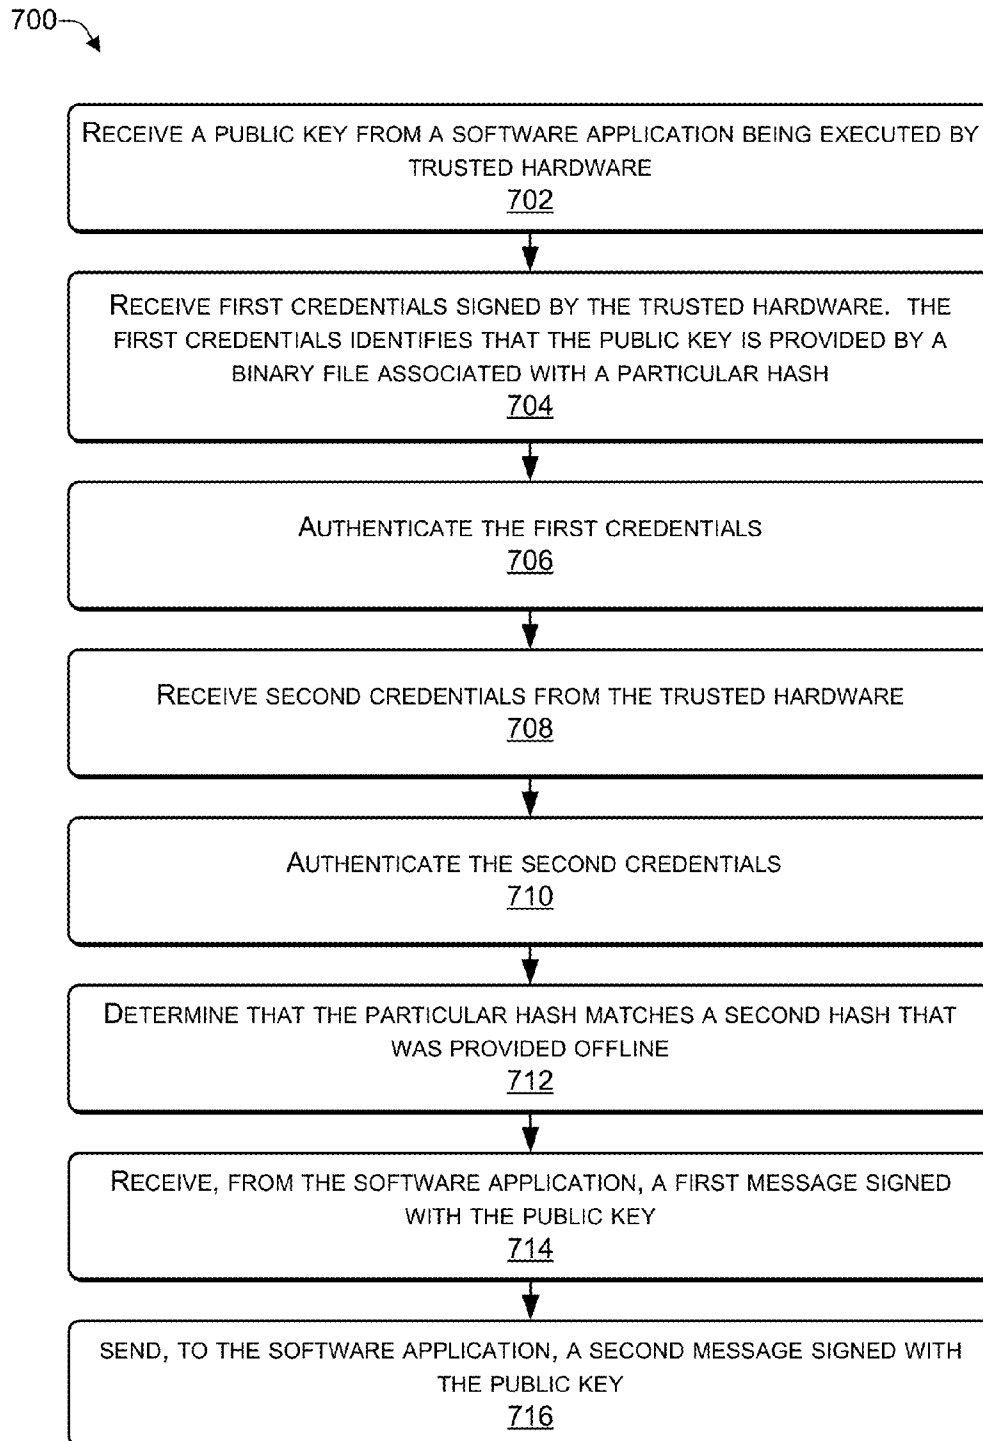 700
RECEIVE A PUBLIC KEY FROM A SOFTWARE APPLICATION BEING EXECUTED BY
TRUSTED HARDWARE
702
RECEIVE FIRST CREDENTIALS SIGNED BY THE TRUSTED HARDWARE. THE
FIRST CREDENTIALS IDENTIFIES THAT THE PUBLIC KEY IS PROVIDED BY A
BINARY FILE ASSOCIATED WITH A PARTICULAR HASH
704
AUTHENTICATE THE FIRST CREDENTIALS
706
RECEIVE SECOND CREDENTIALS FROM THE TRUSTED HARDWARE
708
AUTHENTICATE THE SECOND CREDENTIALS
710
DETERMINE THAT THE PARTICULAR HASH MATCHES A SECOND HASH THAT
WAS PROVIDED OFFLINE
712
RECEIVE, FROM THE SOFTWARE APPLICATION, A FIRST MESSAGE SIGNED
WITH THE PUBLIC KEY
714
SEND, TO THE SOFTWARE APPLICATION, A SECOND MESSAGE SIGNED WITH
THE PUBLIC KEY
716